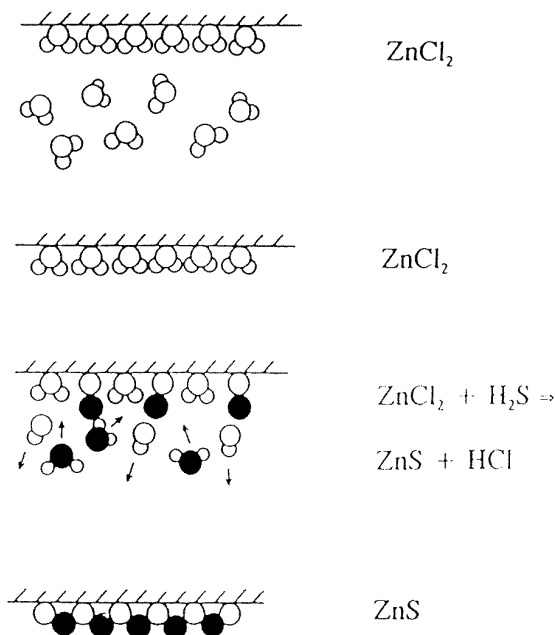 ZnCl₂
ZnCl₂
ZnCl₂ + H₂S ⇒
ZnS + HCl
ZnS